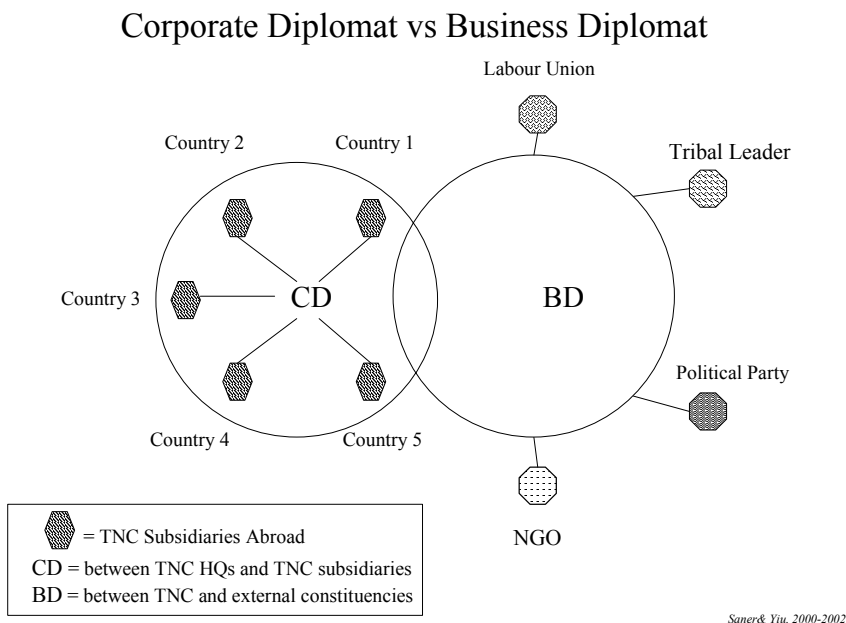 Corporate Diplomat vs Business Diplomat
Labour Union
Country 2
Country 1
Tribal Leader
Country 3
CD
BD
Political Party
Country 4
Country 5
NGO
= TNC Subsidiaries Abroad
CD = between TNC HQs and TNC subsidiaries
BD = between TNC and external constituencies
Saner& Yiu, 2000-2002